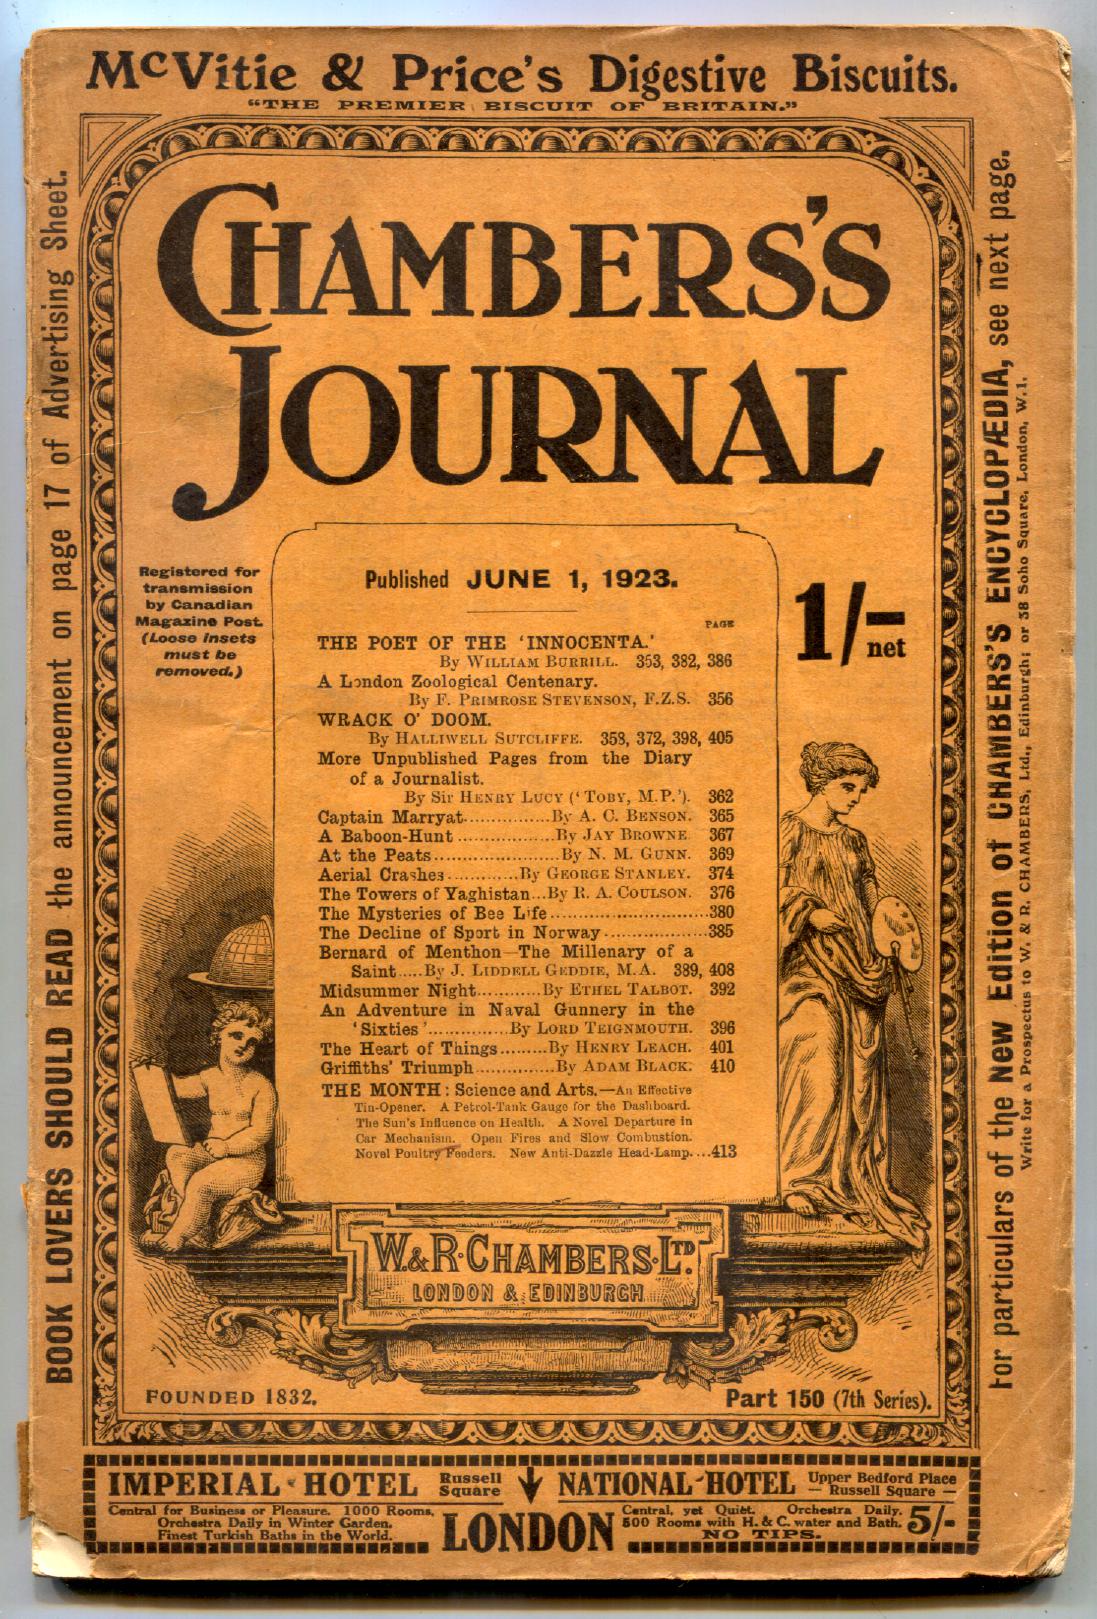 McVitie & Price's Digestive Biscuits.
"THE PREMIER BISCUIT OF BRITAIN."
BOOK LOVERS SHOULD READ the announcement on page 17 of Advertising Sheet.
CHAMBERS'S
JOURNAL
Registered for
transmission
by Canadian
Magazine Post.
(Loose insets
must be
removed.)
Published JUNE 1, 1923.
1/- net
PAGE
THE POET OF THE 'INNOCENTA.'
By WILLIAM BURRILL. 353, 382, 386
A London Zoological Centenary.
By F. PRIMROSE STEVENSON, F.Z.S. 356
WRACK O' DOOM.
By HALLIWELL SUTCLIFFE. 358, 372, 398, 405
More Unpublished Pages from the Diary
of a Journalist.
By Sir HENRY LUCY ('TOBY, M.P.'). 362
Captain Marryat...............By A. C. BENSON. 365
A Baboon-Hunt.................By JAY BROWNE. 367
At the Peats......................By N. M. GUNN. 369
Aerial Crashes............By GEORGE STANLEY. 374
The Towers of Yaghistan...By R. A. COULSON. 376
The Mysteries of Bee Life...........................380
The Decline of Sport in Norway..................385
Bernard of Menthon—The Millenary of a
Saint.....By J. LIDDELL GEDDIE, M.A. 389, 408
Midsummer Night...........By ETHEL TALBOT. 392
An Adventure in Naval Gunnery in the
'Sixties'..............By LORD TEIGNMOUTH. 396
The Heart of Things.........By HENRY LEACH. 401
Griffiths' Triumph..............By ADAM BLACK. 410
THE MONTH: Science and Arts.—An Effective
Tin-Opener. A Petrol-Tank Gauge for the Dashboard.
The Sun's Influence on Health. A Novel Departure in
Car Mechanism. Open Fires and Slow Combustion.
Novel Poultry Feeders. New Anti-Dazzle Head-Lamp....413
W. & R. CHAMBERS. LTD.
LONDON & EDINBURGH
FOUNDED 1832.
Part 150 (7th Series).
For particulars of the New Edition of CHAMBERS'S ENCYCLOPÆDIA, see next page.
Write for a Prospectus to W. & R. CHAMBERS, Ltd., Edinburgh; or 38 Soho Square, London, W.1.
IMPERIAL-HOTEL Russell Square
Central for Business or Pleasure. 1000 Rooms.
Orchestra Daily in Winter Garden.
Finest Turkish Baths in the World.
LONDON
NATIONAL-HOTEL Upper Bedford Place
— Russell Square —
Central, yet Quiet. Orchestra Daily.
500 Rooms with H. & C. water and Bath. 5/-
NO TIPS.